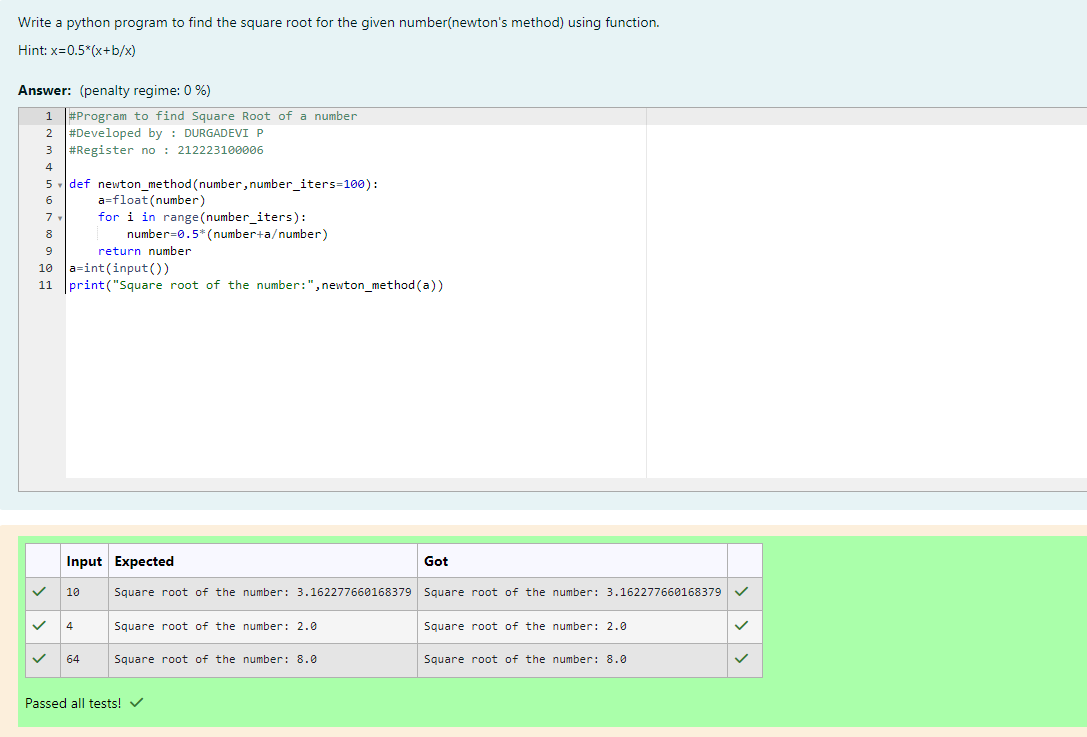 Write a python program to find the square root for the given number(newton's method) using function.
Hint: x=0.5*(x+b/x)
Answer: (penalty regime: 0 %)
1 #Program to find Square Root of a number
2 #Developed by : DURGADEVI P
3 #Register no : 212223100006
4
5 def newton_method(number,number_iters=100):
6     a=float(number)
7     for i in range(number_iters):
8         number=0.5*(number+a/number)
9     return number
10 a=int(input())
11 print("Square root of the number:",newton_method(a))
Input Expected Got
10 Square root of the number: 3.162277660168379 Square root of the number: 3.162277660168379
4 Square root of the number: 2.0 Square root of the number: 2.0
64 Square root of the number: 8.0 Square root of the number: 8.0
Passed all tests!